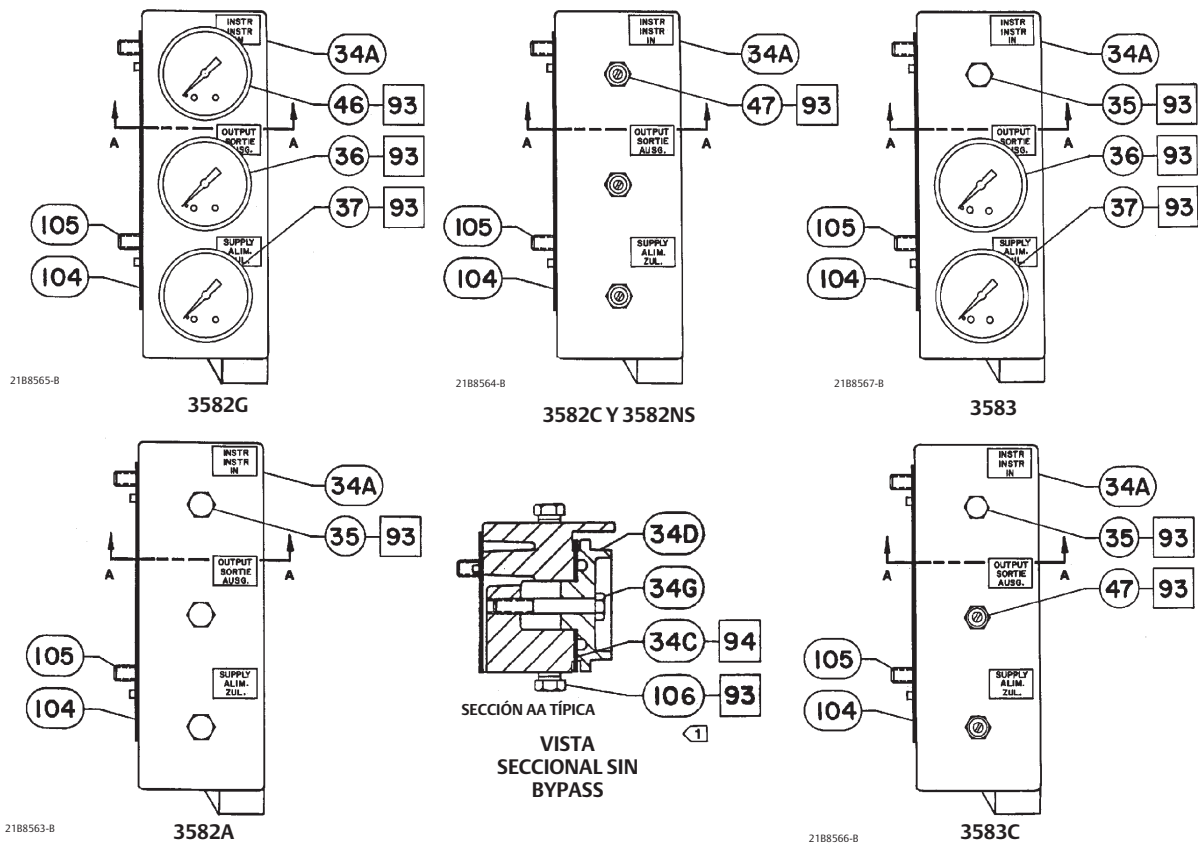 INSTR
INSTR
IN
34A
46 93
A A
OUTPUT
SORTIE
AUSG.
36 93
37 93
105
SUPPLY
ALIM.
ZUL.
104
21B8565-B
3582G
INSTR
INSTR
IN
34A
47 93
A A
OUTPUT
SORTIE
AUSG.
105
SUPPLY
ALIM.
ZUL.
104
21B8564-B
3582C Y 3582NS
INSTR
INSTR
IN
34A
35 93
A A
OUTPUT
SORTIE
AUSG.
36 93
37 93
105
SUPPLY
ALIM.
ZUL.
104
21B8567-B
3583
INSTR
INSTR
IN
34A
35 93
A A
OUTPUT
SORTIE
AUSG.
105
SUPPLY
ALIM.
ZUL.
104
21B8563-B
3582A
34D
34G
34C 94
106 93
SECCIÓN AA TÍPICA
1
VISTA
SECCIONAL SIN
BYPASS
INSTR
INSTR
IN
34A
35 93
A A
OUTPUT
SORTIE
AUSG.
47 93
105
SUPPLY
ALIM.
ZUL.
104
21B8566-B
3583C